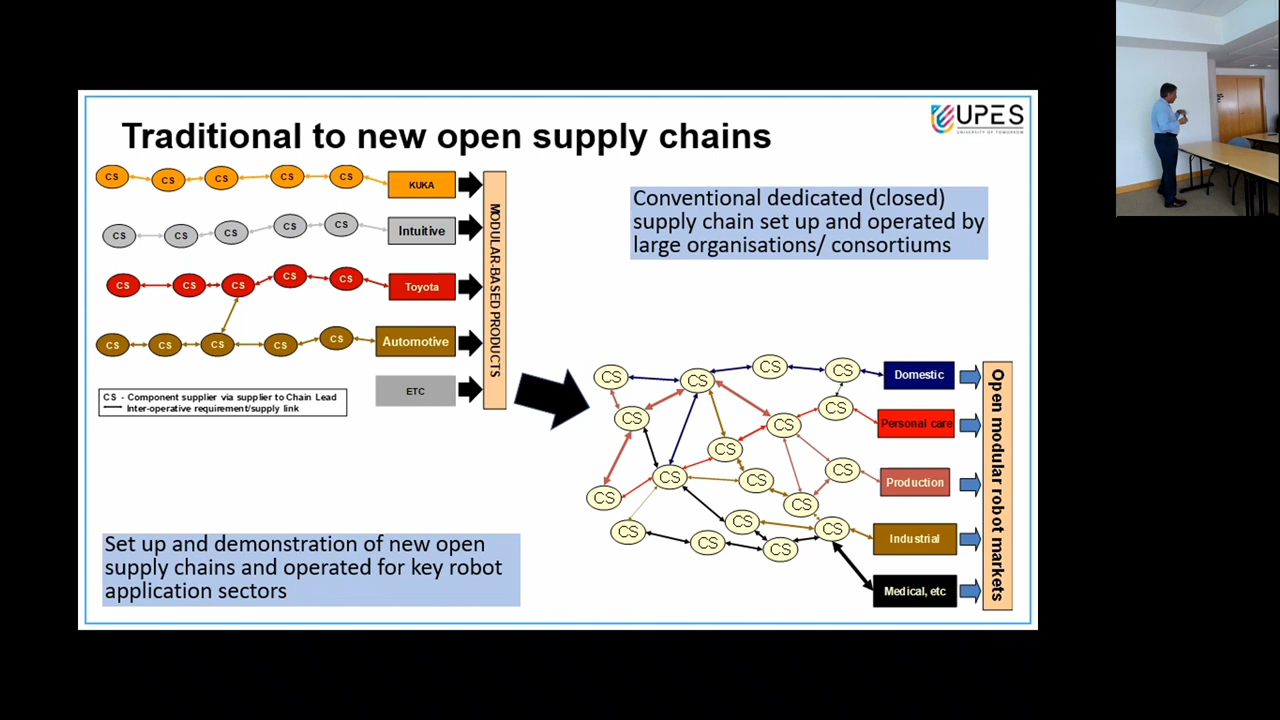 Traditional to new open supply chains
UPES
UNIVERSITY OF TOMORROW
CS CS CS CS CS KUKA
CS CS CS CS CS Intuitive
CS CS CS CS CS Toyota
CS CS CS CS CS Automotive
ETC
MODULAR-BASED PRODUCTS
CS - Component supplier via supplier to Chain Lead
Inter-operative requirement/supply link
Conventional dedicated (closed)
supply chain set up and operated by
large organisations/ consortiums
CS CS CS CS Domestic
CS CS CS Personal care
CS CS CS CS Production
CS CS CS CS Industrial
CS CS CS Medical, etc
Open modular robot markets
Set up and demonstration of new open
supply chains and operated for key robot
application sectors